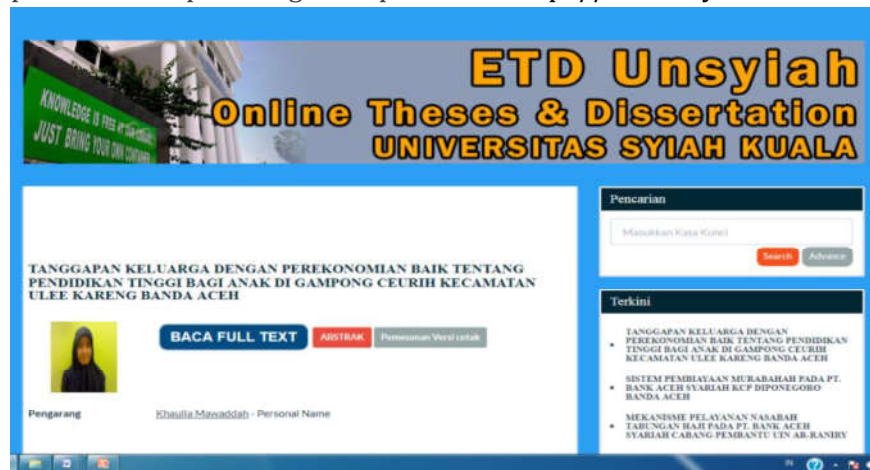 ETD Unsyiah
Online Theses & Dissertation
UNIVERSITAS SYIAH KUALA
KNOWLEDGE IS FREE AT OUR
JUST BRING YOUR OWN CONTAINER
TANGGAPAN KELUARGA DENGAN PEREKONOMIAN BAIK TENTANG
PENDIDIKAN TINGGI BAGI ANAK DI GAMPONG CEURIH KECAMATAN
ULEE KARENG BANDA ACEH
BACA FULL TEXT ABSTRAK Pemesanan Versi cetak
Pengarang Khaulia Mawaddah - Personal Name
Pencarian
Masukkan Kata Kunci
Search Advance
Terkini
TANGGAPAN KELUARGA DENGAN
PEREKONOMIAN BAIK TENTANG PENDIDIKAN
TINGGI BAGI ANAK DI GAMPONG CEURIH
KECAMATAN ULEE KARENG BANDA ACEH
SISTEM PEMBIAYAAN MURABAHAH PADA PT.
BANK ACEH SYARIAH KCP DIPONEGORO
BANDA ACEH
MEKANISME PELAYANAN NASABAH
TABUNGAN HAJI PADA PT. BANK ACEH
SYARIAH CABANG PEMBANTU UIN AR-RANIRY
IN